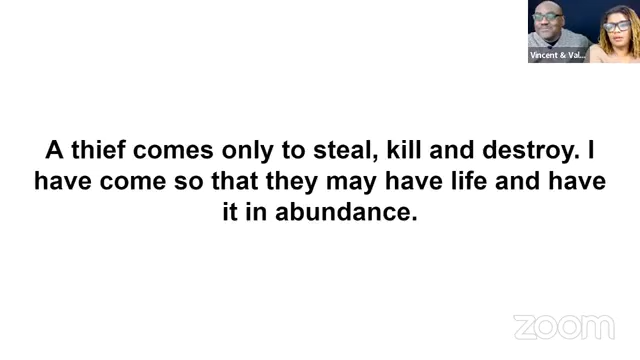 Vincent & Val...
A thief comes only to steal, kill and destroy. I
have come so that they may have life and have
it in abundance.
zoom